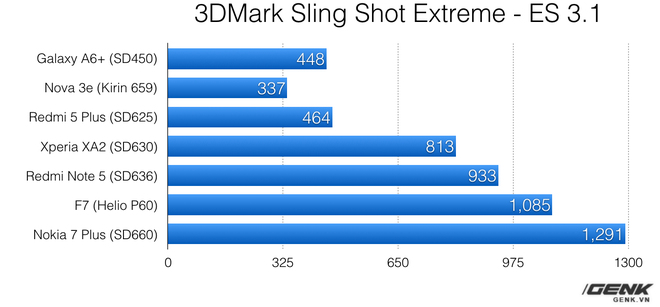 3DMark Sling Shot Extreme - ES 3.1
Galaxy A6+ (SD450) 448
Nova 3e (Kirin 659) 337
Redmi 5 Plus (SD625) 464
Xperia XA2 (SD630) 813
Redmi Note 5 (SD636) 933
F7 (Helio P60) 1,085
Nokia 7 Plus (SD660) 1,291
0 325 650 975 1300
GENK
GENK.VN